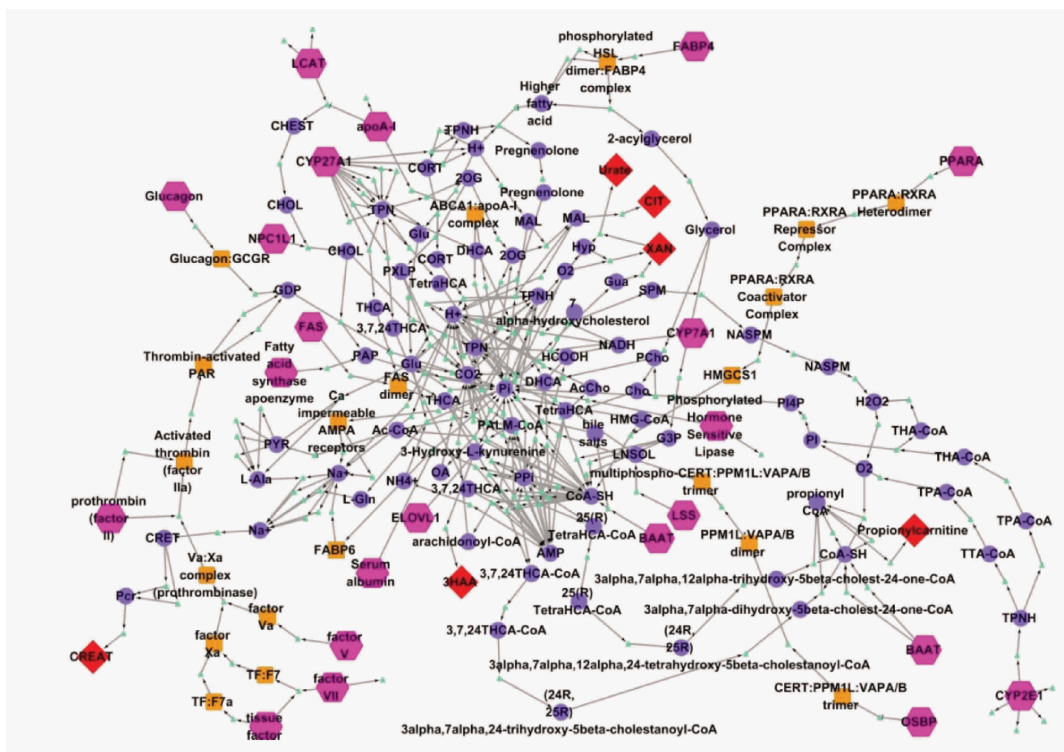 phosphorylated
HSL
dimer:FABP4
complex
FABP4
LCAT
Higher
fatty
acid
CHEST
apoA-I
TPNH
H+
Pregnenolone
2-acylglycerol
CYP27A1
CORT
2OG
Pregnenolone
Urate
PPARA
Glucagon
CHOL
TPN
ABCA1:apoA-I
complex
MAL
MAL
CIT
PPARA:RXRA
Heterodimer
PPARA:RXRA
Repressor
Complex
NPC1L1
Glu
CHOL
CORT
DHCA
2OG
Hyp
XAN
Glycerol
Glucagon:GCGR
PXLP
TetraHCA
O2
Gua
SPM
PPARA:RXRA
Coactivator
Complex
GDP
THCA
3,7,24THCA
H+
TPNH
7
alpha-hydroxycholesterol
CYP7A1
NASPM
FAS
Fatty
acid
synthase
apoenzyme
PAP
Glu
TPN
CO2
Pi
HCOOH
NADH
PCho
NASPM
HMGCS1
Thrombin-activated
PAR
FAS
dimer
DHCA
AcCho
Cho
Phosphorylated
Hormone
Sensitive
Lipase
PI4P
H2O2
Ca-
impermeable
AMPA
receptors
THCA
TetraHCA
HMG-CoA
THA-CoA
PI
PYR
Ac-CoA
PALM-CoA
bile
salts
G3P
THA-CoA
Activated
thrombin
(factor
IIa)
3-Hydroxy-L-kynurenine
LNSOL
O2
L-Ala
Na+
OA
PPi
multiphospho-CERT:PPM1L:VAPA/B
trimer
TPA-CoA
L-Gln
NH4+
3,7,24THCA
CoA-SH
propionyl
CoA
prothrombin
(factor
II)
ELOVL1
25(R)
LSS
Propionylcarnitine
TPA-CoA
CRET
Na+
arachidonoyl-CoA
TetraHCA-CoA
BAAT
PPM1L:VAPA/B
dimer
CoA-SH
TTA-CoA
FABP6
AMP
Va:Xa
complex
(prothrombinase)
Serum
albumin
3HAA
3,7,24THCA-CoA
3alpha,7alpha,12alpha-trihydroxy-5beta-cholest-24-one-CoA
Pcr
25(R)
TetraHCA-CoA
3alpha,7alpha-dihydroxy-5beta-cholest-24-one-CoA
TPNH
factor
Va
3,7,24THCA-CoA
(24R,
25R)
CREAT
factor
Xa
factor
V
BAAT
3alpha,7alpha,12alpha,24-tetrahydroxy-5beta-cholestanoyl-CoA
TF:F7
factor
VII
CERT:PPM1L:VAPA/B
trimer
CYP2E1
TF:F7a
tissue
factor
(24R,
25R)
OSBP
3alpha,7alpha,24-trihydroxy-5beta-cholestanoyl-CoA